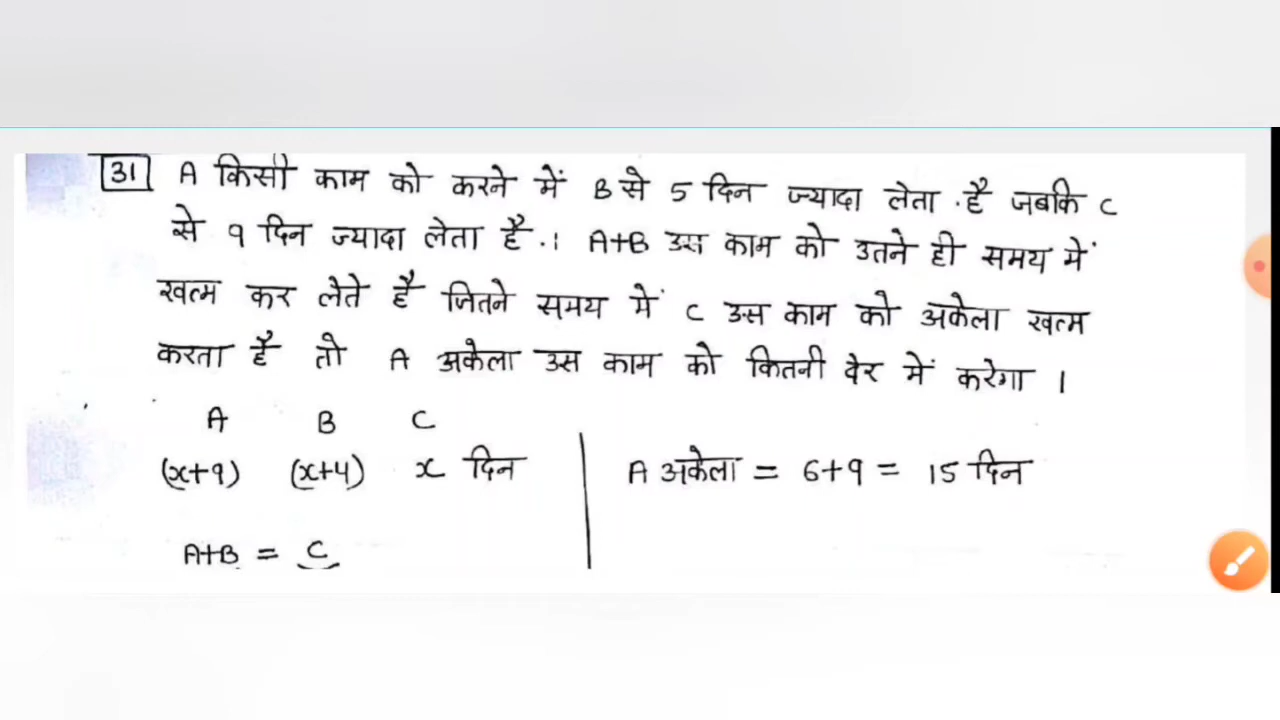 31 A किसी काम को करने में B से 5 दिन ज्यादा लेता है जबकि C
से 9 दिन ज्यादा लेता है । A+B उस काम को उतने ही समय में
खत्म कर लेते है जितने समय में C उस काम को अकेला खत्म
करता है तो A अकेला उस काम को कितनी देर में करेगा ।
A B C
(x+9) (x+4) x दिन
A+B = C
A अकेला = 6+9 = 15 दिन